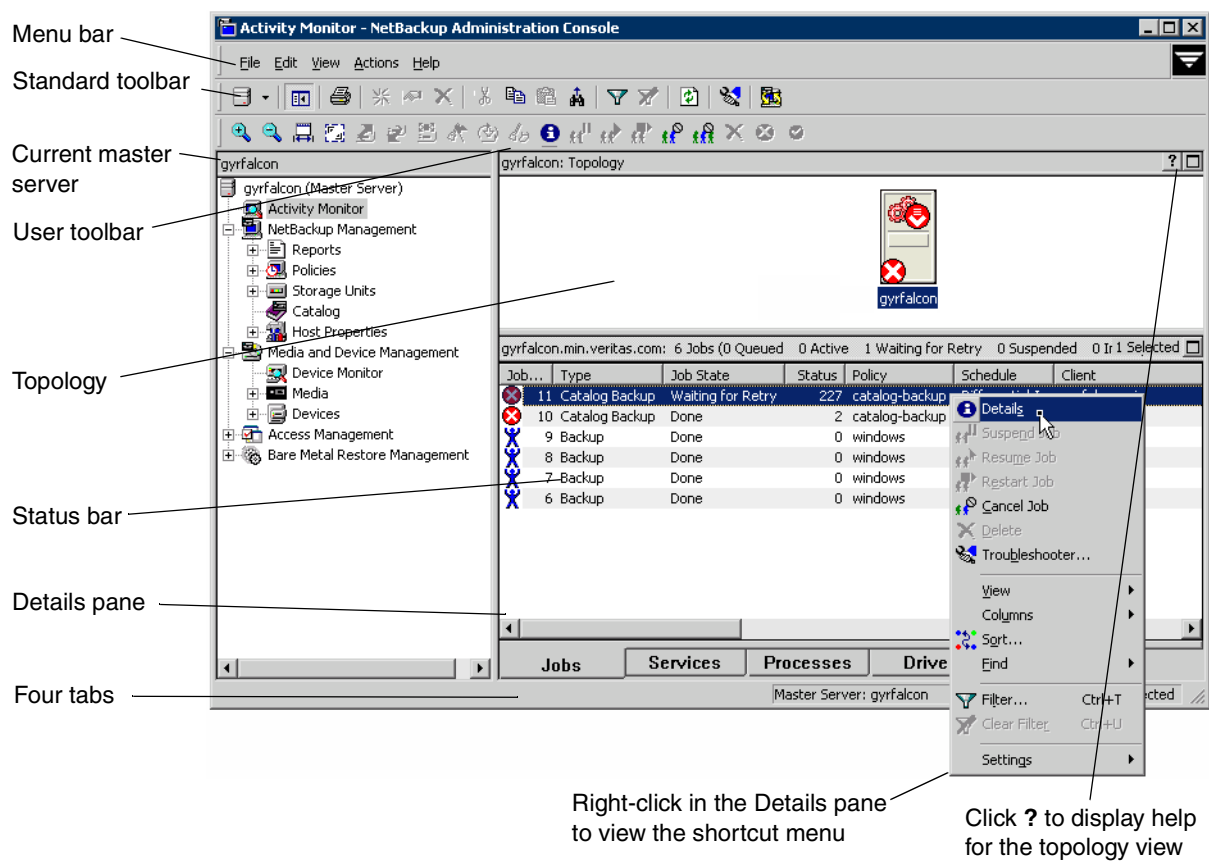 Menu bar
Standard toolbar
Current master
server
User toolbar
Topology
Status bar
Details pane
Four tabs
Activity Monitor - NetBackup Administration Console
File Edit View Actions Help
gyrfalcon
gyrfalcon (Master Server)
Activity Monitor
NetBackup Management
Reports
Policies
Storage Units
Catalog
Host Properties
Media and Device Management
Device Monitor
Media
Devices
Access Management
Bare Metal Restore Management
gyrfalcon: Topology ?
gyrfalcon
gyrfalcon.min.veritas.com: 6 Jobs (0 Queued 0 Active 1 Waiting for Retry 0 Suspended 0 Ir 1 Selected
Job... Type Job State Status Policy Schedule Client
11 Catalog Backup Waiting for Retry 227 catalog-backup
10 Catalog Backup Done 2 catalog-backup
9 Backup Done 0 windows
8 Backup Done 0 windows
7 Backup Done 0 windows
6 Backup Done 0 windows
Details
Suspend Job
Resume Job
Restart Job
Cancel Job
Delete
Troubleshooter...
View
Columns
Sort...
Find
Filter... Ctrl+T
Clear Filter Ctrl+U
Settings
Jobs Services Processes Drive
Master Server: gyrfalcon
Right-click in the Details pane
to view the shortcut menu
Click ? to display help
for the topology view